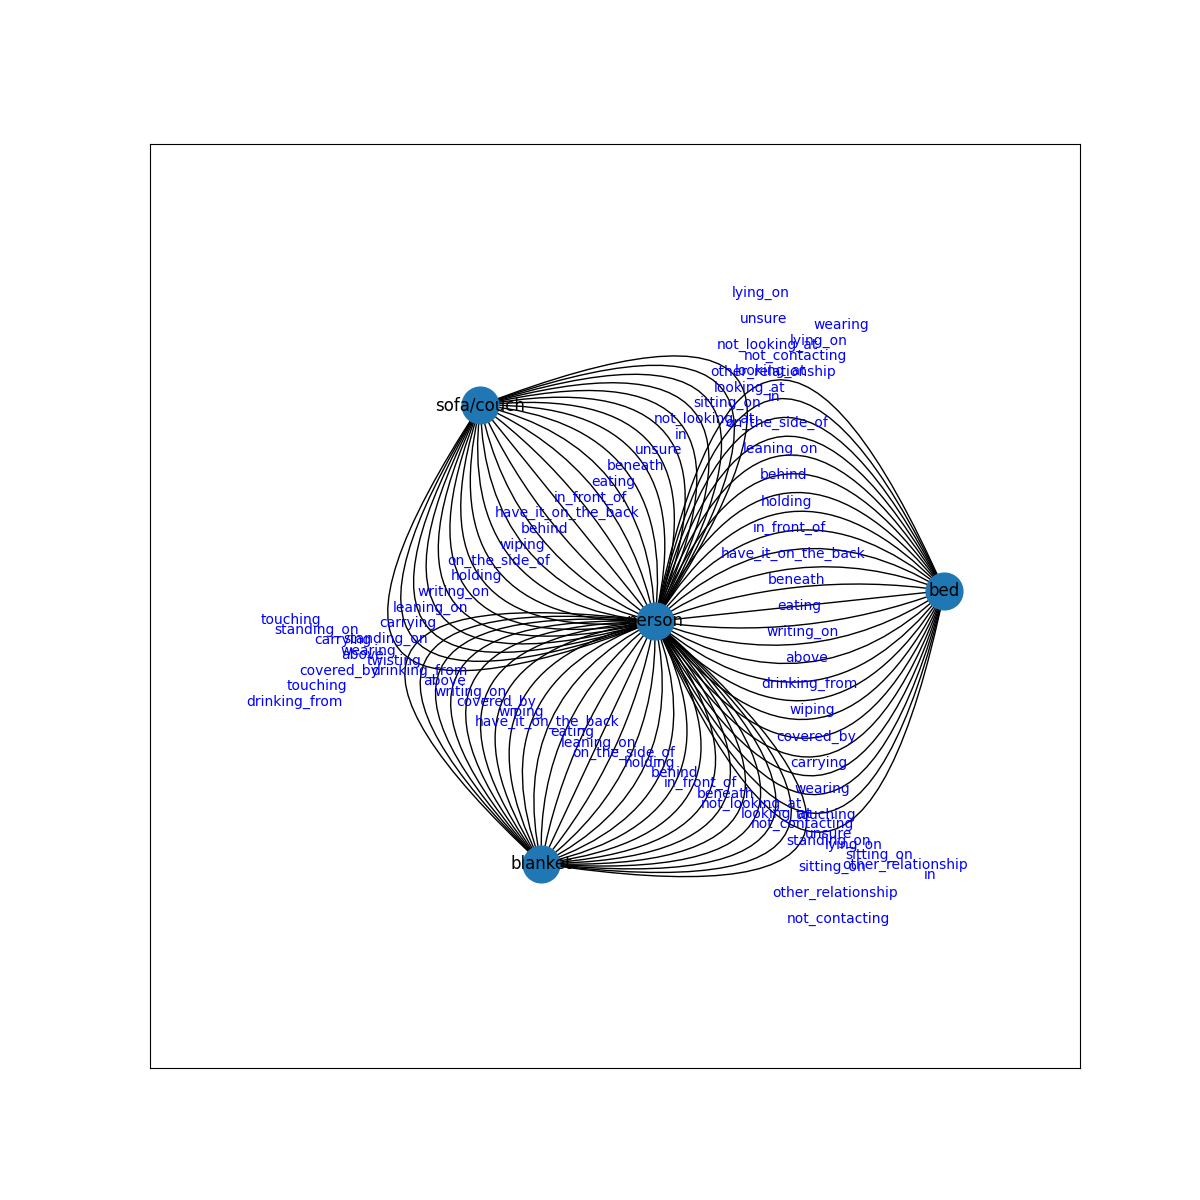 lying_on
unsure
wearing
lying_on
not_looking_at
not_contacting
looking_at
other_relationship
looking_at
in
sitting_on
sofa/couch
not_looking_at
on_the_side_of
in
unsure
leaning_on
beneath
behind
eating
in_front_of
holding
have_it_on_the_back
behind
in_front_of
wiping
have_it_on_the_back
on_the_side_of
holding
beneath
writing_on
bed
leaning_on
eating
touching
carrying
person
standing_on
writing_on
carrying
standing_on
wearing
above
twisting
above
covered_by
drinking_from
above
touching
drinking_from
writing_on
drinking_from
covered_by
wiping
wiping
have_it_on_the_back
eating
covered_by
leaning_on
on_the_side_of
holding
carrying
behind
in_front_of
wearing
beneath
not_looking_at
looking_at
touching
not_contacting
unsure
standing_on
lying_on
sitting_on
blanket
sitting_on
other_relationship
in
other_relationship
not_contacting